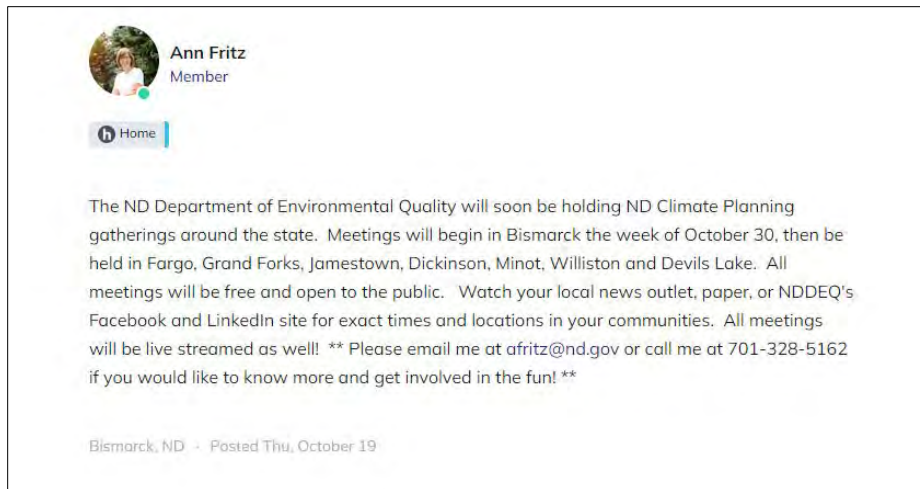 Ann Fritz
Member
h Home
The ND Department of Environmental Quality will soon be holding ND Climate Planning
gatherings around the state.  Meetings will begin in Bismarck the week of October 30, then be
held in Fargo, Grand Forks, Jamestown, Dickinson, Minot, Williston and Devils Lake.  All
meetings will be free and open to the public.   Watch your local news outlet, paper, or NDDEQ's
Facebook and LinkedIn site for exact times and locations in your communities.  All meetings
will be live streamed as well!  ** Please email me at afritz@nd.gov or call me at 701-328-5162
if you would like to know more and get involved in the fun! **
Bismarck, ND · Posted Thu, October 19